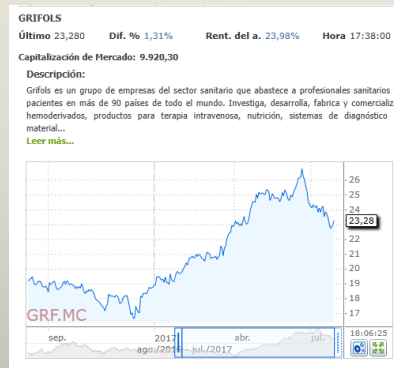 GRIFOLS
Último 23,280 Dif. % 1,31% Rent. del a. 23,98% Hora 17:38:00
Capitalización de Mercado: 9.920,30
Descripción:
Grifols es un grupo de empresas del sector sanitario que abastece a profesionales sanitarios
pacientes en más de 90 países de todo el mundo. Investiga, desarrolla, fabrica y comercializ
hemoderivados, productos para terapia intravenosa, nutrición, sistemas de diagnóstico
material...
Leer más...
26
25
24
23,28
22
21
20
19
18
17
GRF.MC
sep. 2017 abr. jul. 18:06:25
ago./2016 jul./2017